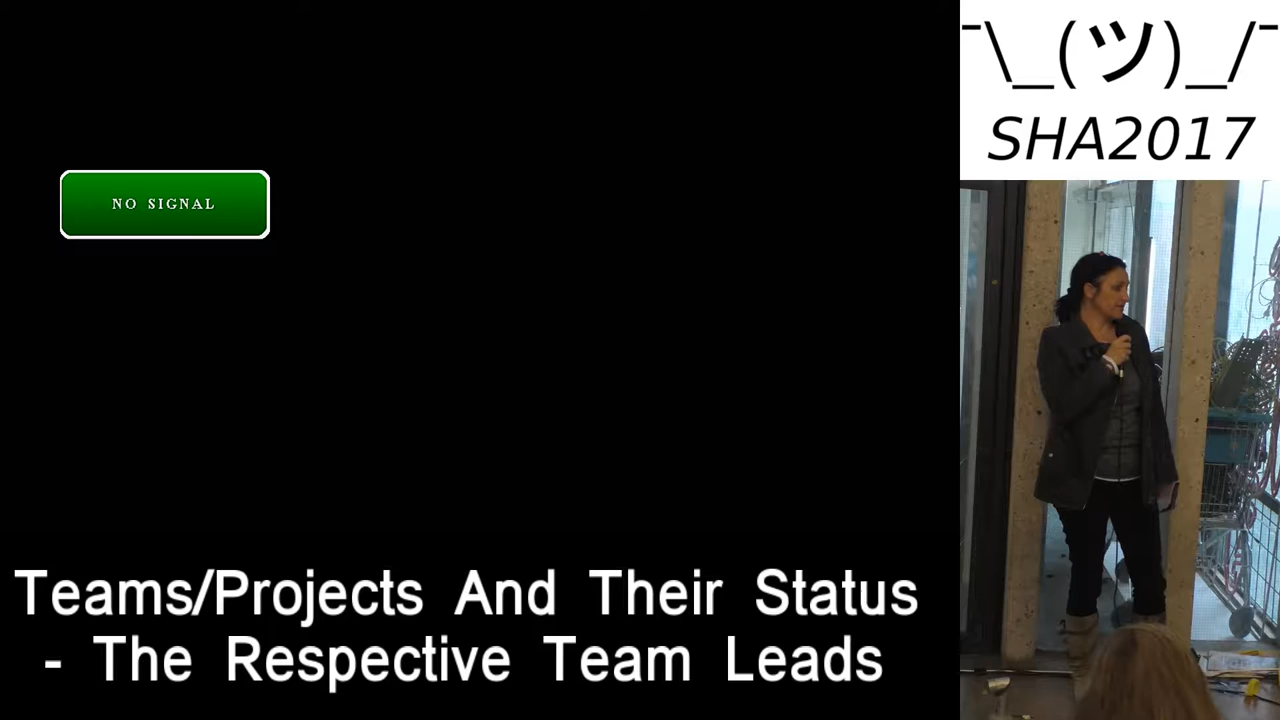 ¯\_(ツ)_/¯
SHA2017
NO SIGNAL
Teams/Projects And Their Status
- The Respective Team Leads